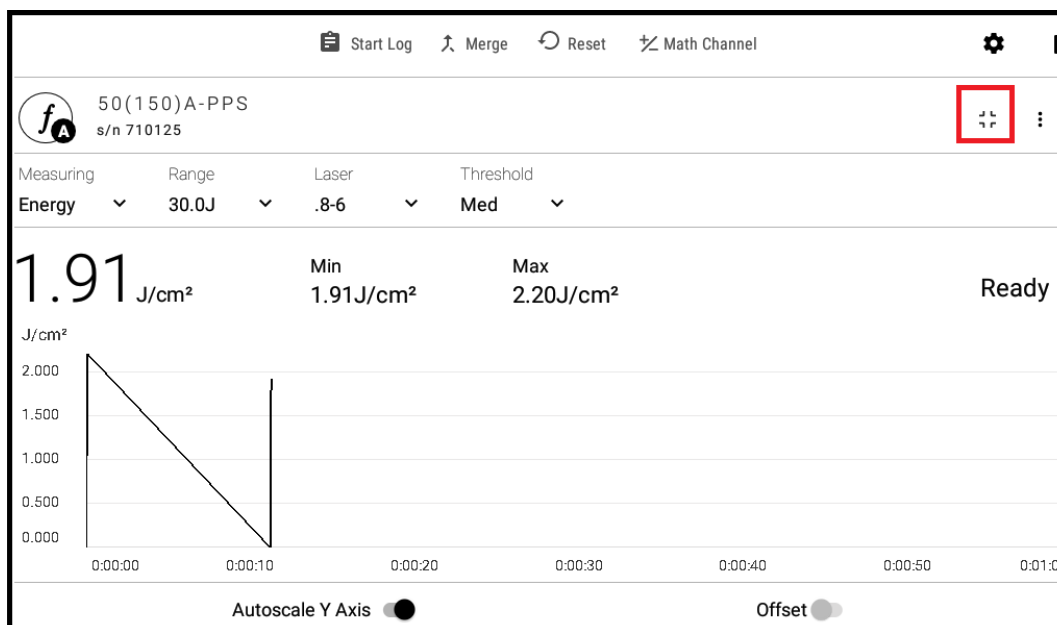 Start Log Merge Reset Math Channel
f A 50(150)A-PPS
s/n 710125
Measuring Range Laser Threshold
Energy 30.0J .8-6 Med
1.91 J/cm² Min Max
1.91J/cm² 2.20J/cm² Ready
J/cm²
2.000
1.500
1.000
0.500
0.000
0:00:00 0:00:10 0:00:20 0:00:30 0:00:40 0:00:50
Autoscale Y Axis Offset